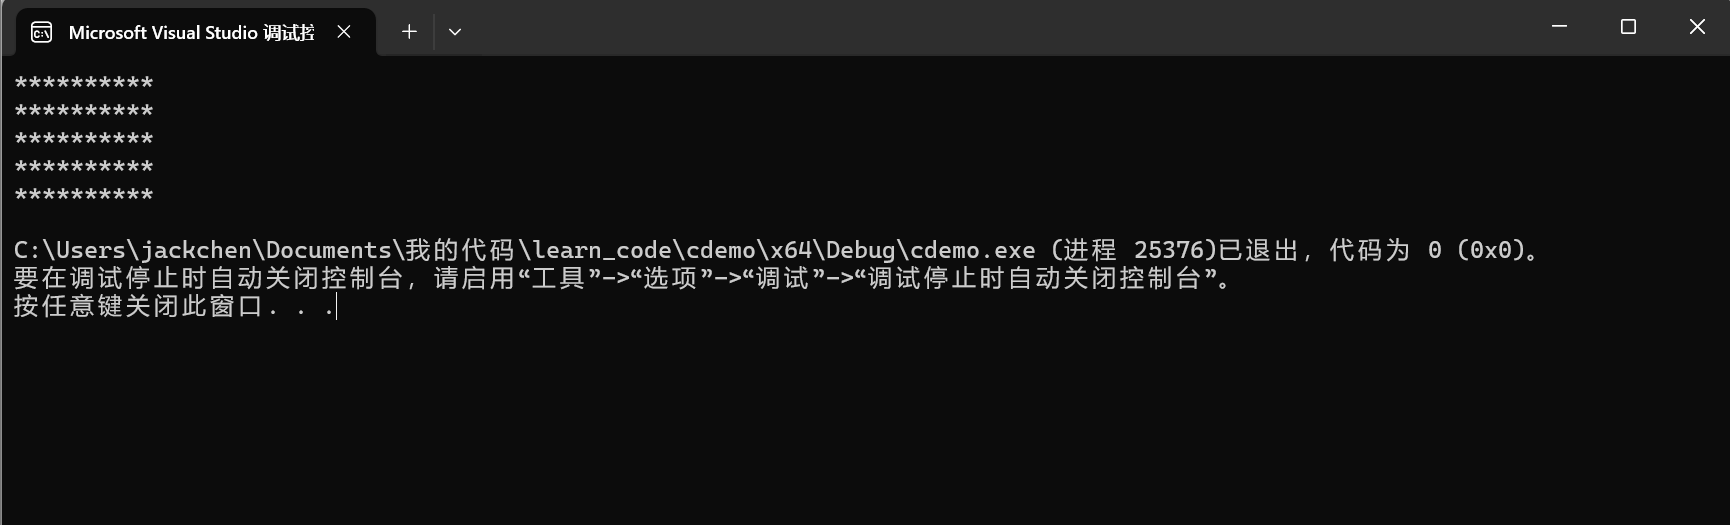 Microsoft Visual Studio 调试控
**********
**********
**********
**********
**********
C:\Users\jackchen\Documents\我的代码\learn_code\cdemo\x64\Debug\cdemo.exe (进程 25376)已退出，代码为 0 (0x0)。
要在调试停止时自动关闭控制台，请启用“工具”->“选项”->“调试”->“调试停止时自动关闭控制台”。
按任意键关闭此窗口. . .